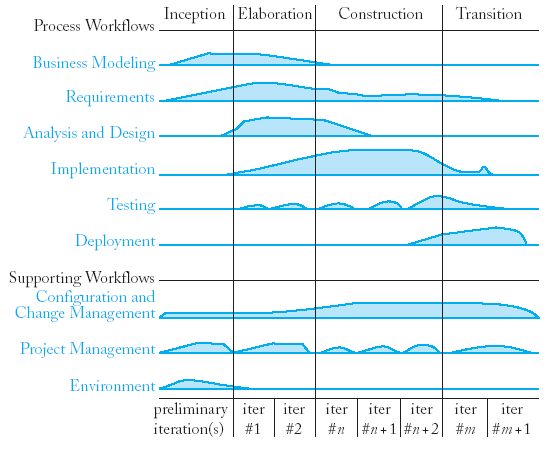 Inception Elaboration Construction Transition
Process Workflows
Business Modeling
Requirements
Analysis and Design
Implementation
Testing
Deployment
Supporting Workflows
Configuration and
Change Management
Project Management
Environment
preliminary iter iter iter iter iter iter iter
iteration(s) #1 #2 #n #n+1 #n+2 #m #m+1